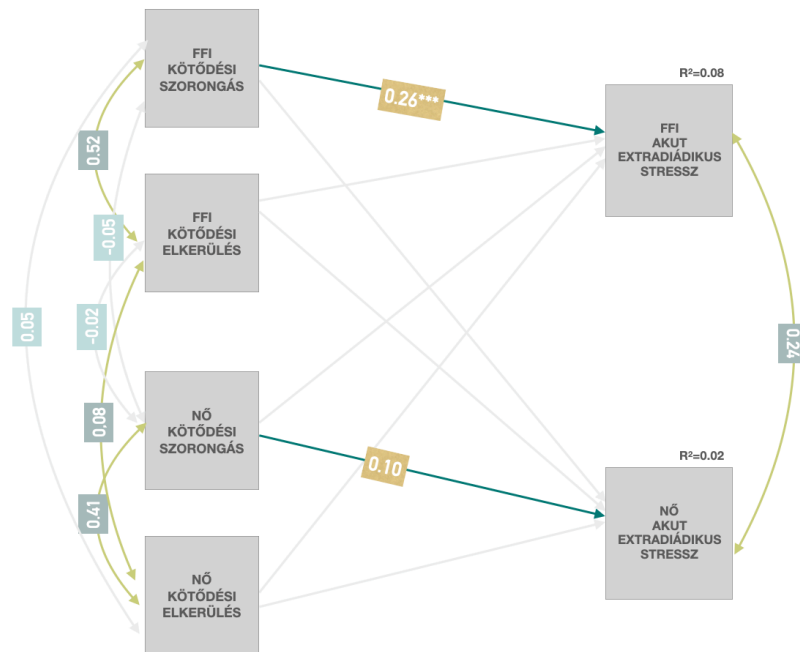 FFI
KÖTŐDÉSI
SZORONGÁS
0.26***
R²=0.08
FFI
AKUT
EXTRADIÁDIKUS
STRESSZ
0.52
FFI
KÖTŐDÉSI
ELKERÜLÉS
-0.05
-0.02
0.05
0.24
NŐ
KÖTŐDÉSI
SZORONGÁS
0.08
0.10
R²=0.02
NŐ
AKUT
EXTRADIÁDIKUS
STRESSZ
0.41
NŐ
KÖTŐDÉSI
ELKERÜLÉS